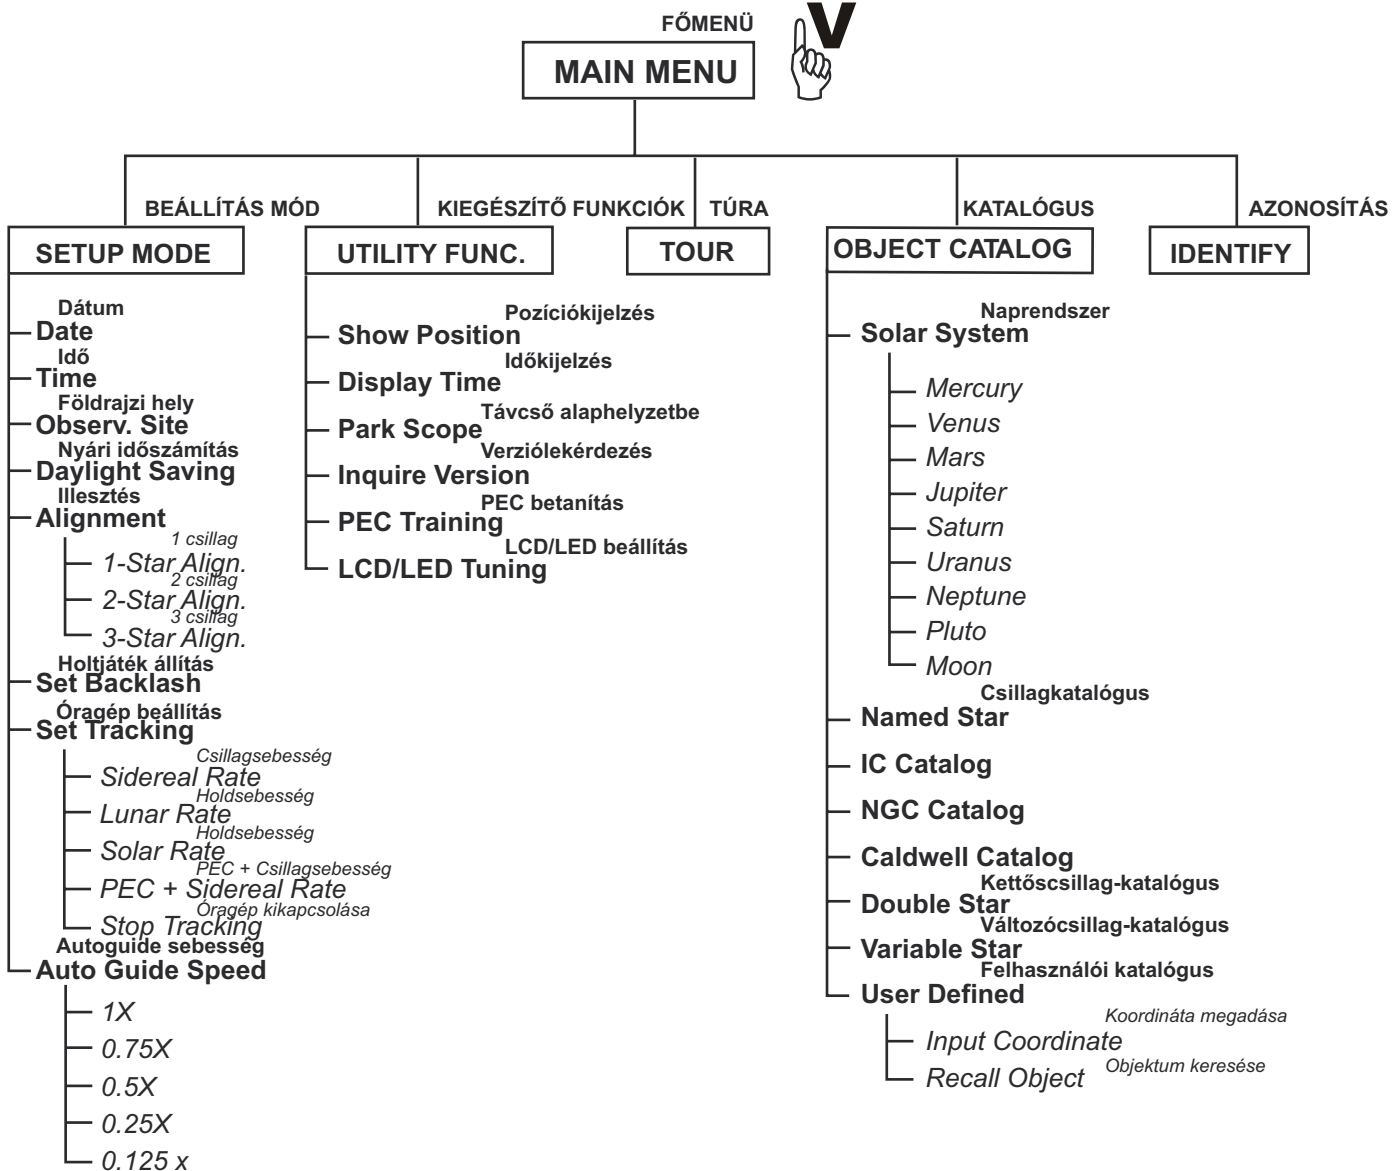 FŐMENÜ
V
MAIN MENU
BEÁLLÍTÁS MÓD
SETUP MODE
Dátum
Date
Idő
Time
Földrajzi hely
Observ. Site
Nyári időszámítás
Daylight Saving
Illesztés
Alignment
1 csillag
1-Star Align.
2 csillag
2-Star Align.
3 csillag
3-Star Align.
Holtjáték állítás
Set Backlash
Óragép beállítás
Set Tracking
Csillagsebesség
Sidereal Rate
Holdsebesség
Lunar Rate
Holdsebesség
Solar Rate
PEC + Csillagsebesség
PEC + Sidereal Rate
Óragép kikapcsolása
Stop Tracking
Autoguide sebesség
Auto Guide Speed
1X
0.75X
0.5X
0.25X
0.125 x
KIEGÉSZÍTŐ FUNKCIÓK
UTILITY FUNC.
Pozíciókijelzés
Show Position
Időkijelzés
Display Time
Távcső alaphelyzetbe
Park Scope
Verziólekérdezés
Inquire Version
PEC betanítás
PEC Training
LCD/LED beállítás
LCD/LED Tuning
TÚRA
TOUR
KATALÓGUS
OBJECT CATALOG
Naprendszer
Solar System
Mercury
Venus
Mars
Jupiter
Saturn
Uranus
Neptune
Pluto
Moon
Csillagkatalógus
Named Star
IC Catalog
NGC Catalog
Caldwell Catalog
Kettőscsillag-katalógus
Double Star
Változócsillag-katalógus
Variable Star
Felhasználói katalógus
User Defined
Koordináta megadása
Input Coordinate
Objektum keresése
Recall Object
AZONOSÍTÁS
IDENTIFY